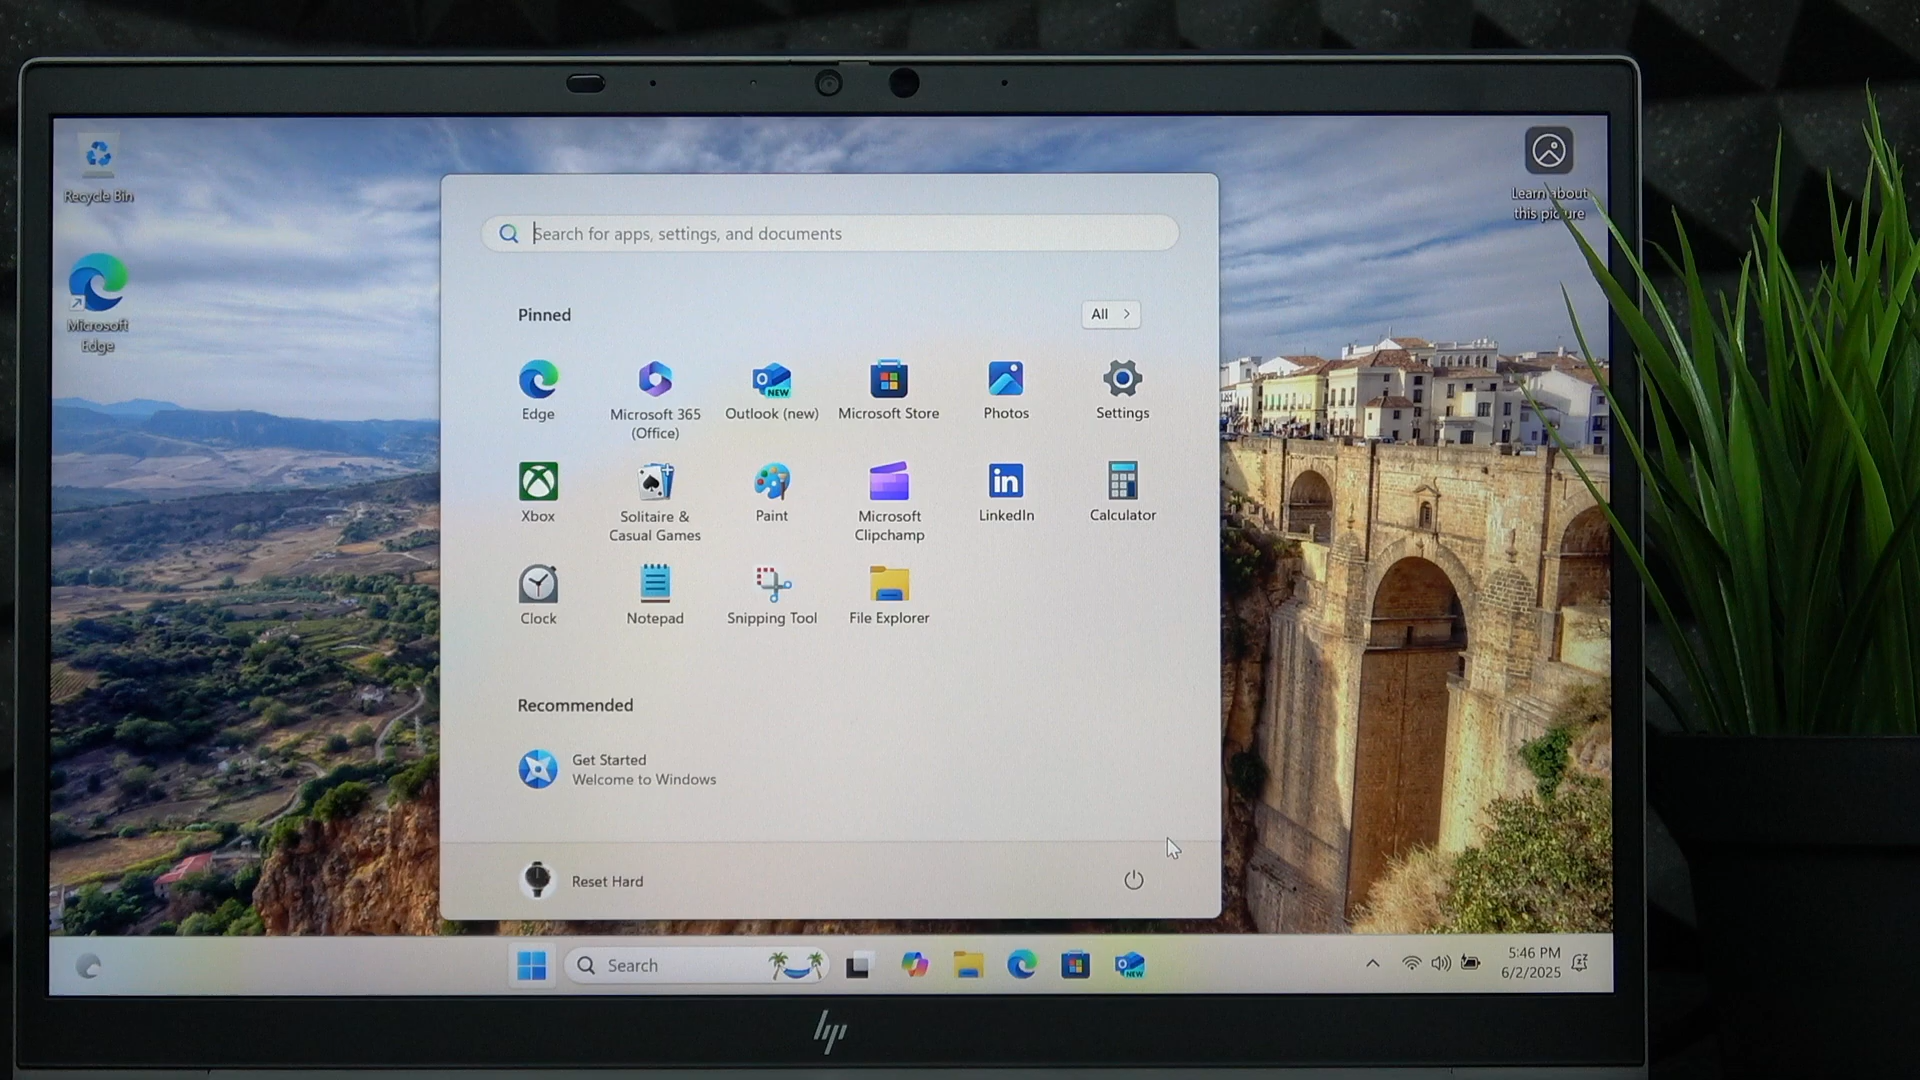 Recycle Bin
Microsoft
Edge
Learn about
this picture
Search for apps, settings, and documents
Pinned
All
Edge
Microsoft 365
(Office)
Outlook (new)
Microsoft Store
Photos
Settings
Xbox
Solitaire &
Casual Games
Paint
Microsoft
Clipchamp
LinkedIn
Calculator
Clock
Notepad
Snipping Tool
File Explorer
Recommended
Get Started
Welcome to Windows
Reset Hard
Search
5:46 PM
6/2/2025
hp